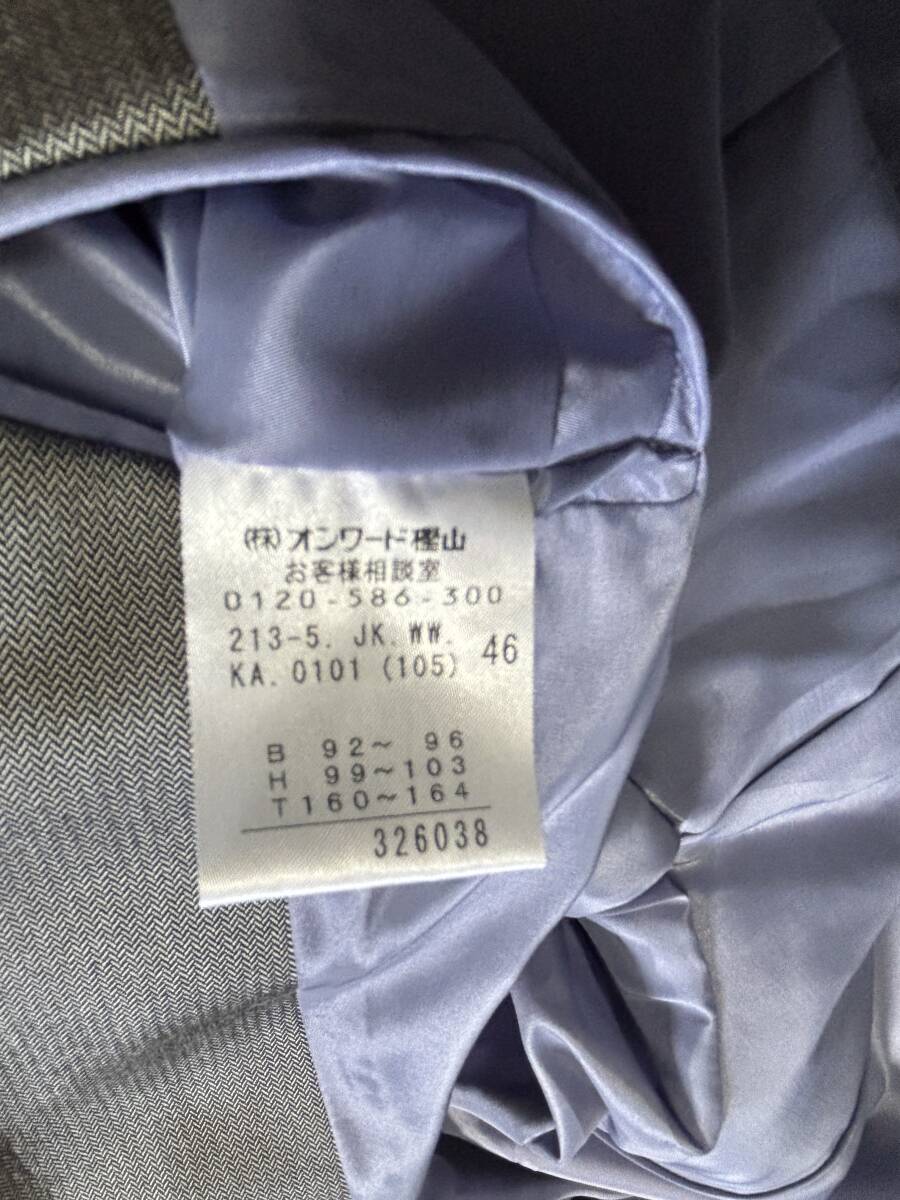 (株)オンワード樫山
お客様相談室
0120-586-300
213-5. JK. WW.
KA. 0101 (105) 46
B 92~ 96
H 99~103
T160~164
326038